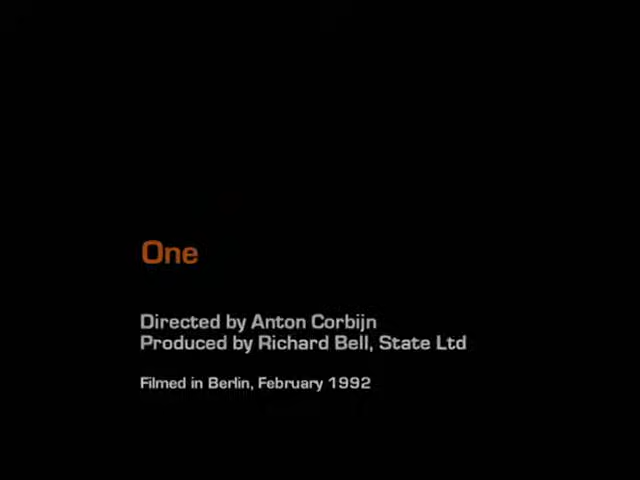 One
Directed by Anton Corbijn
Produced by Richard Bell, State Ltd
Filmed in Berlin, February 1992